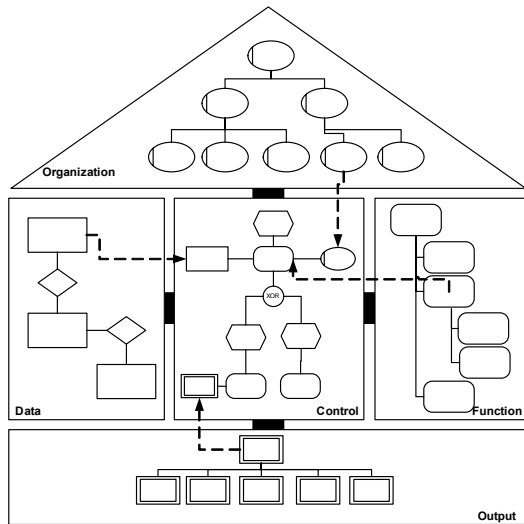 Organization
XOR
Data
Control
Function
Output